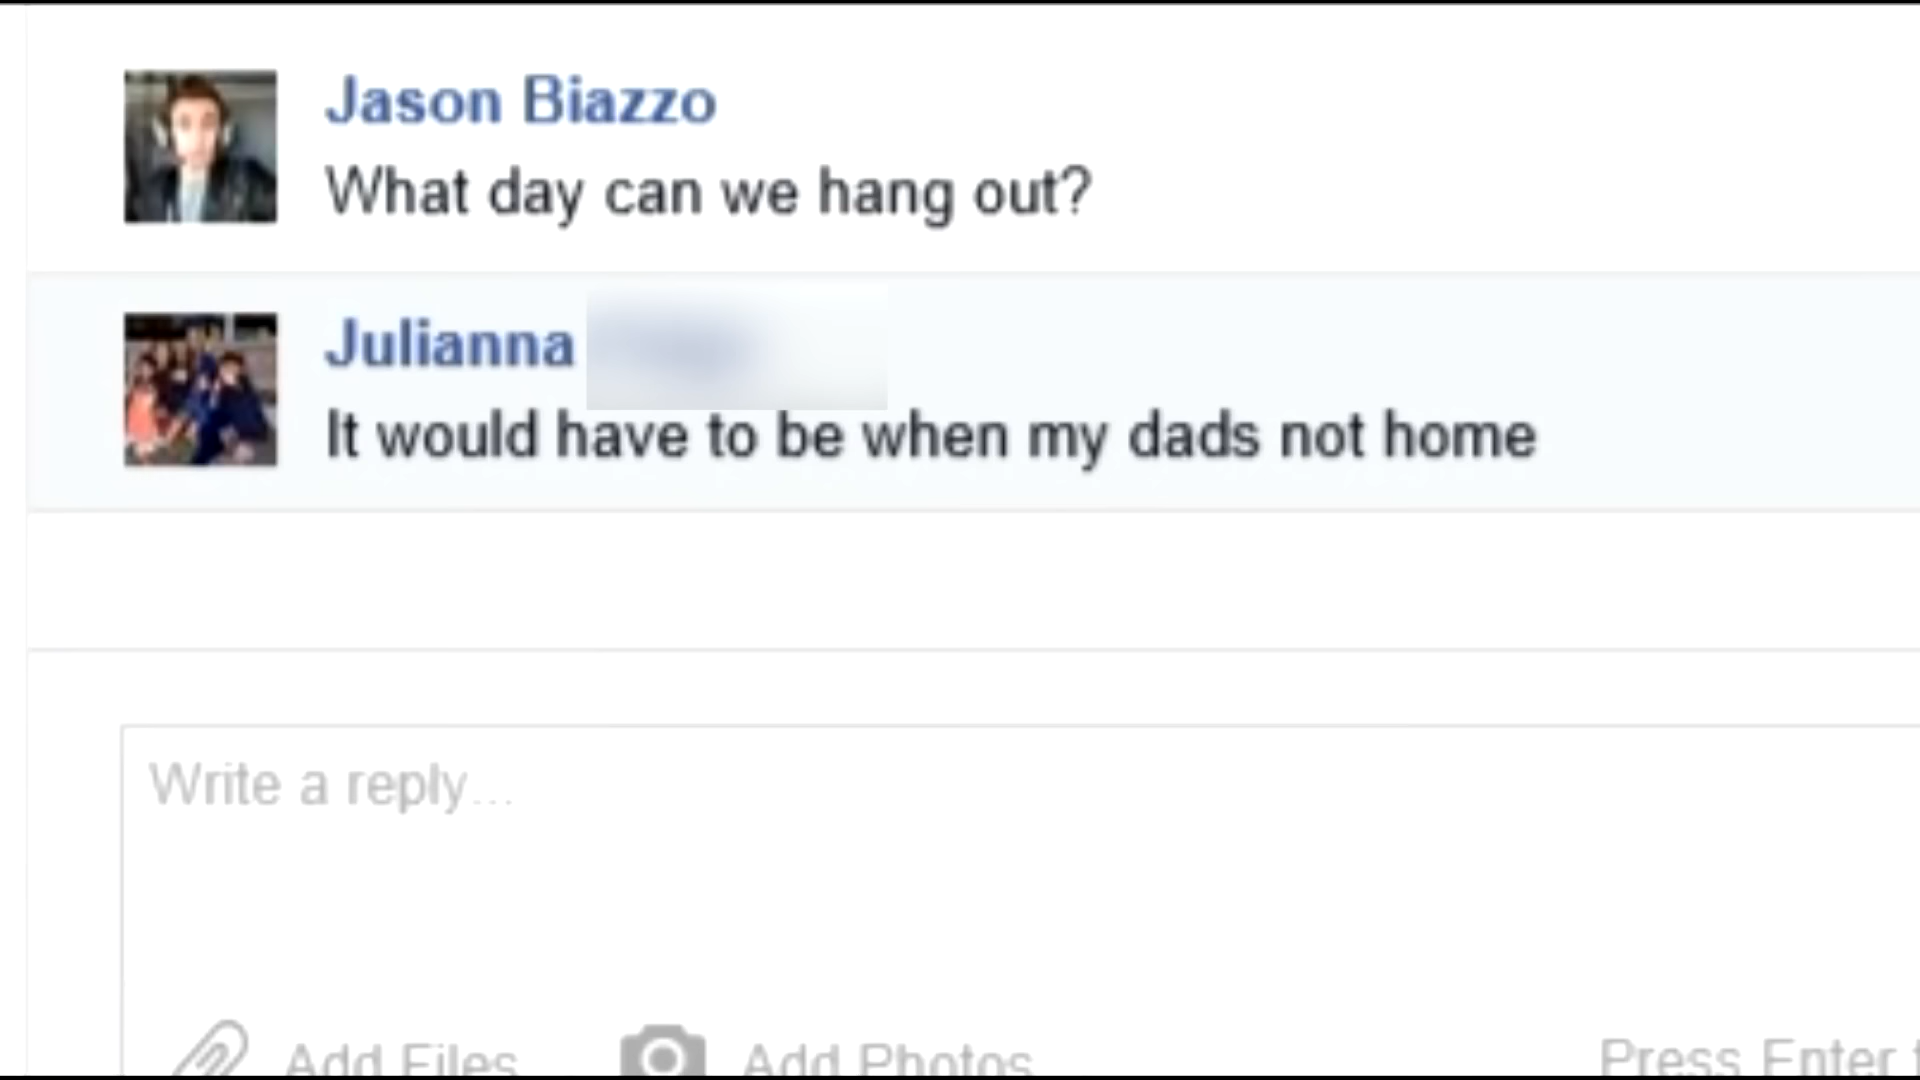 Jason Biazzo
What day can we hang out?
Julianna
It would have to be when my dads not home
Write a reply...
Add Files Add Photos Press Enter t